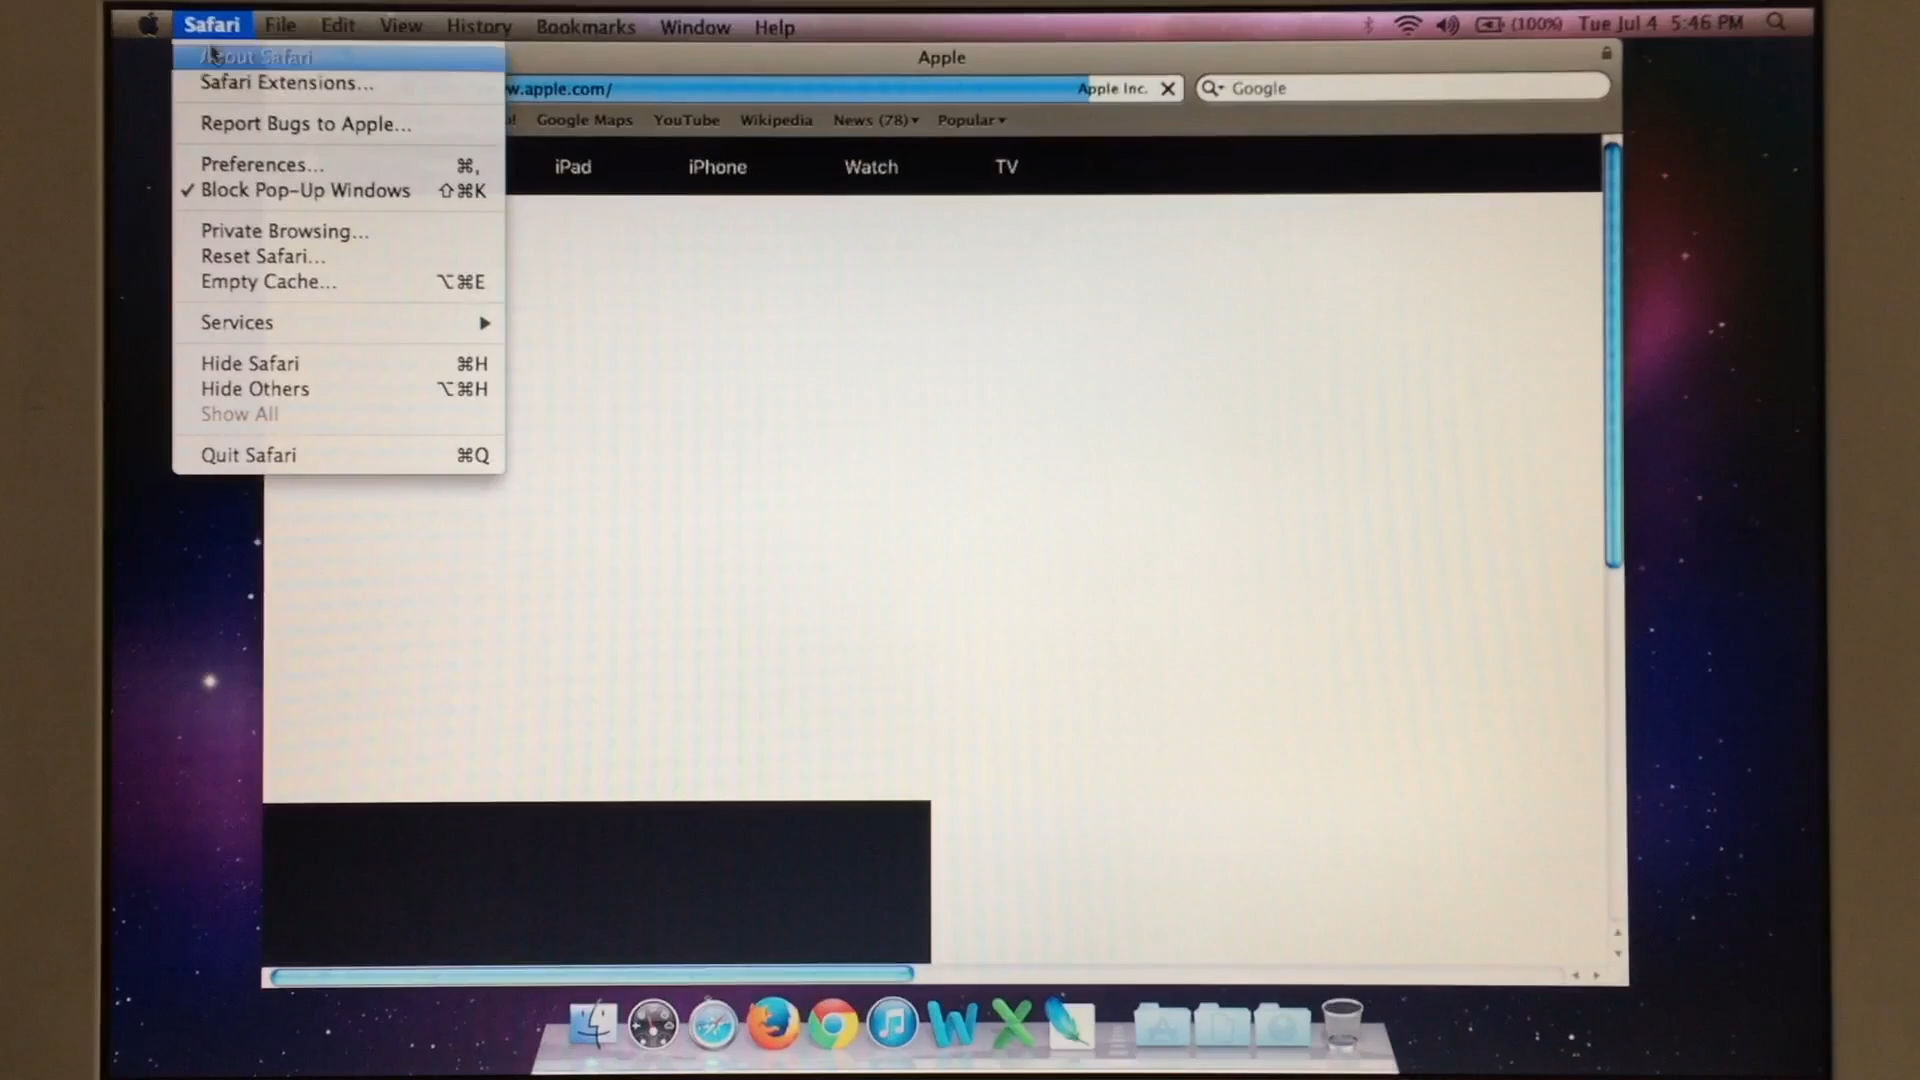 Safari File Edit View History Bookmarks Window Help (100%) Tue Jul 4 5:46 PM
About Safari
Safari Extensions...
Report Bugs to Apple...
Preferences... ⌘,
✓ Block Pop-Up Windows ⇧⌘K
Private Browsing...
Reset Safari...
Empty Cache... ⌥⌘E
Services ▶
Hide Safari ⌘H
Hide Others ⌥⌘H
Show All
Quit Safari ⌘Q
Apple
w.apple.com/ Apple Inc. Google
Google Maps YouTube Wikipedia News (78) Popular
iPad iPhone Watch TV